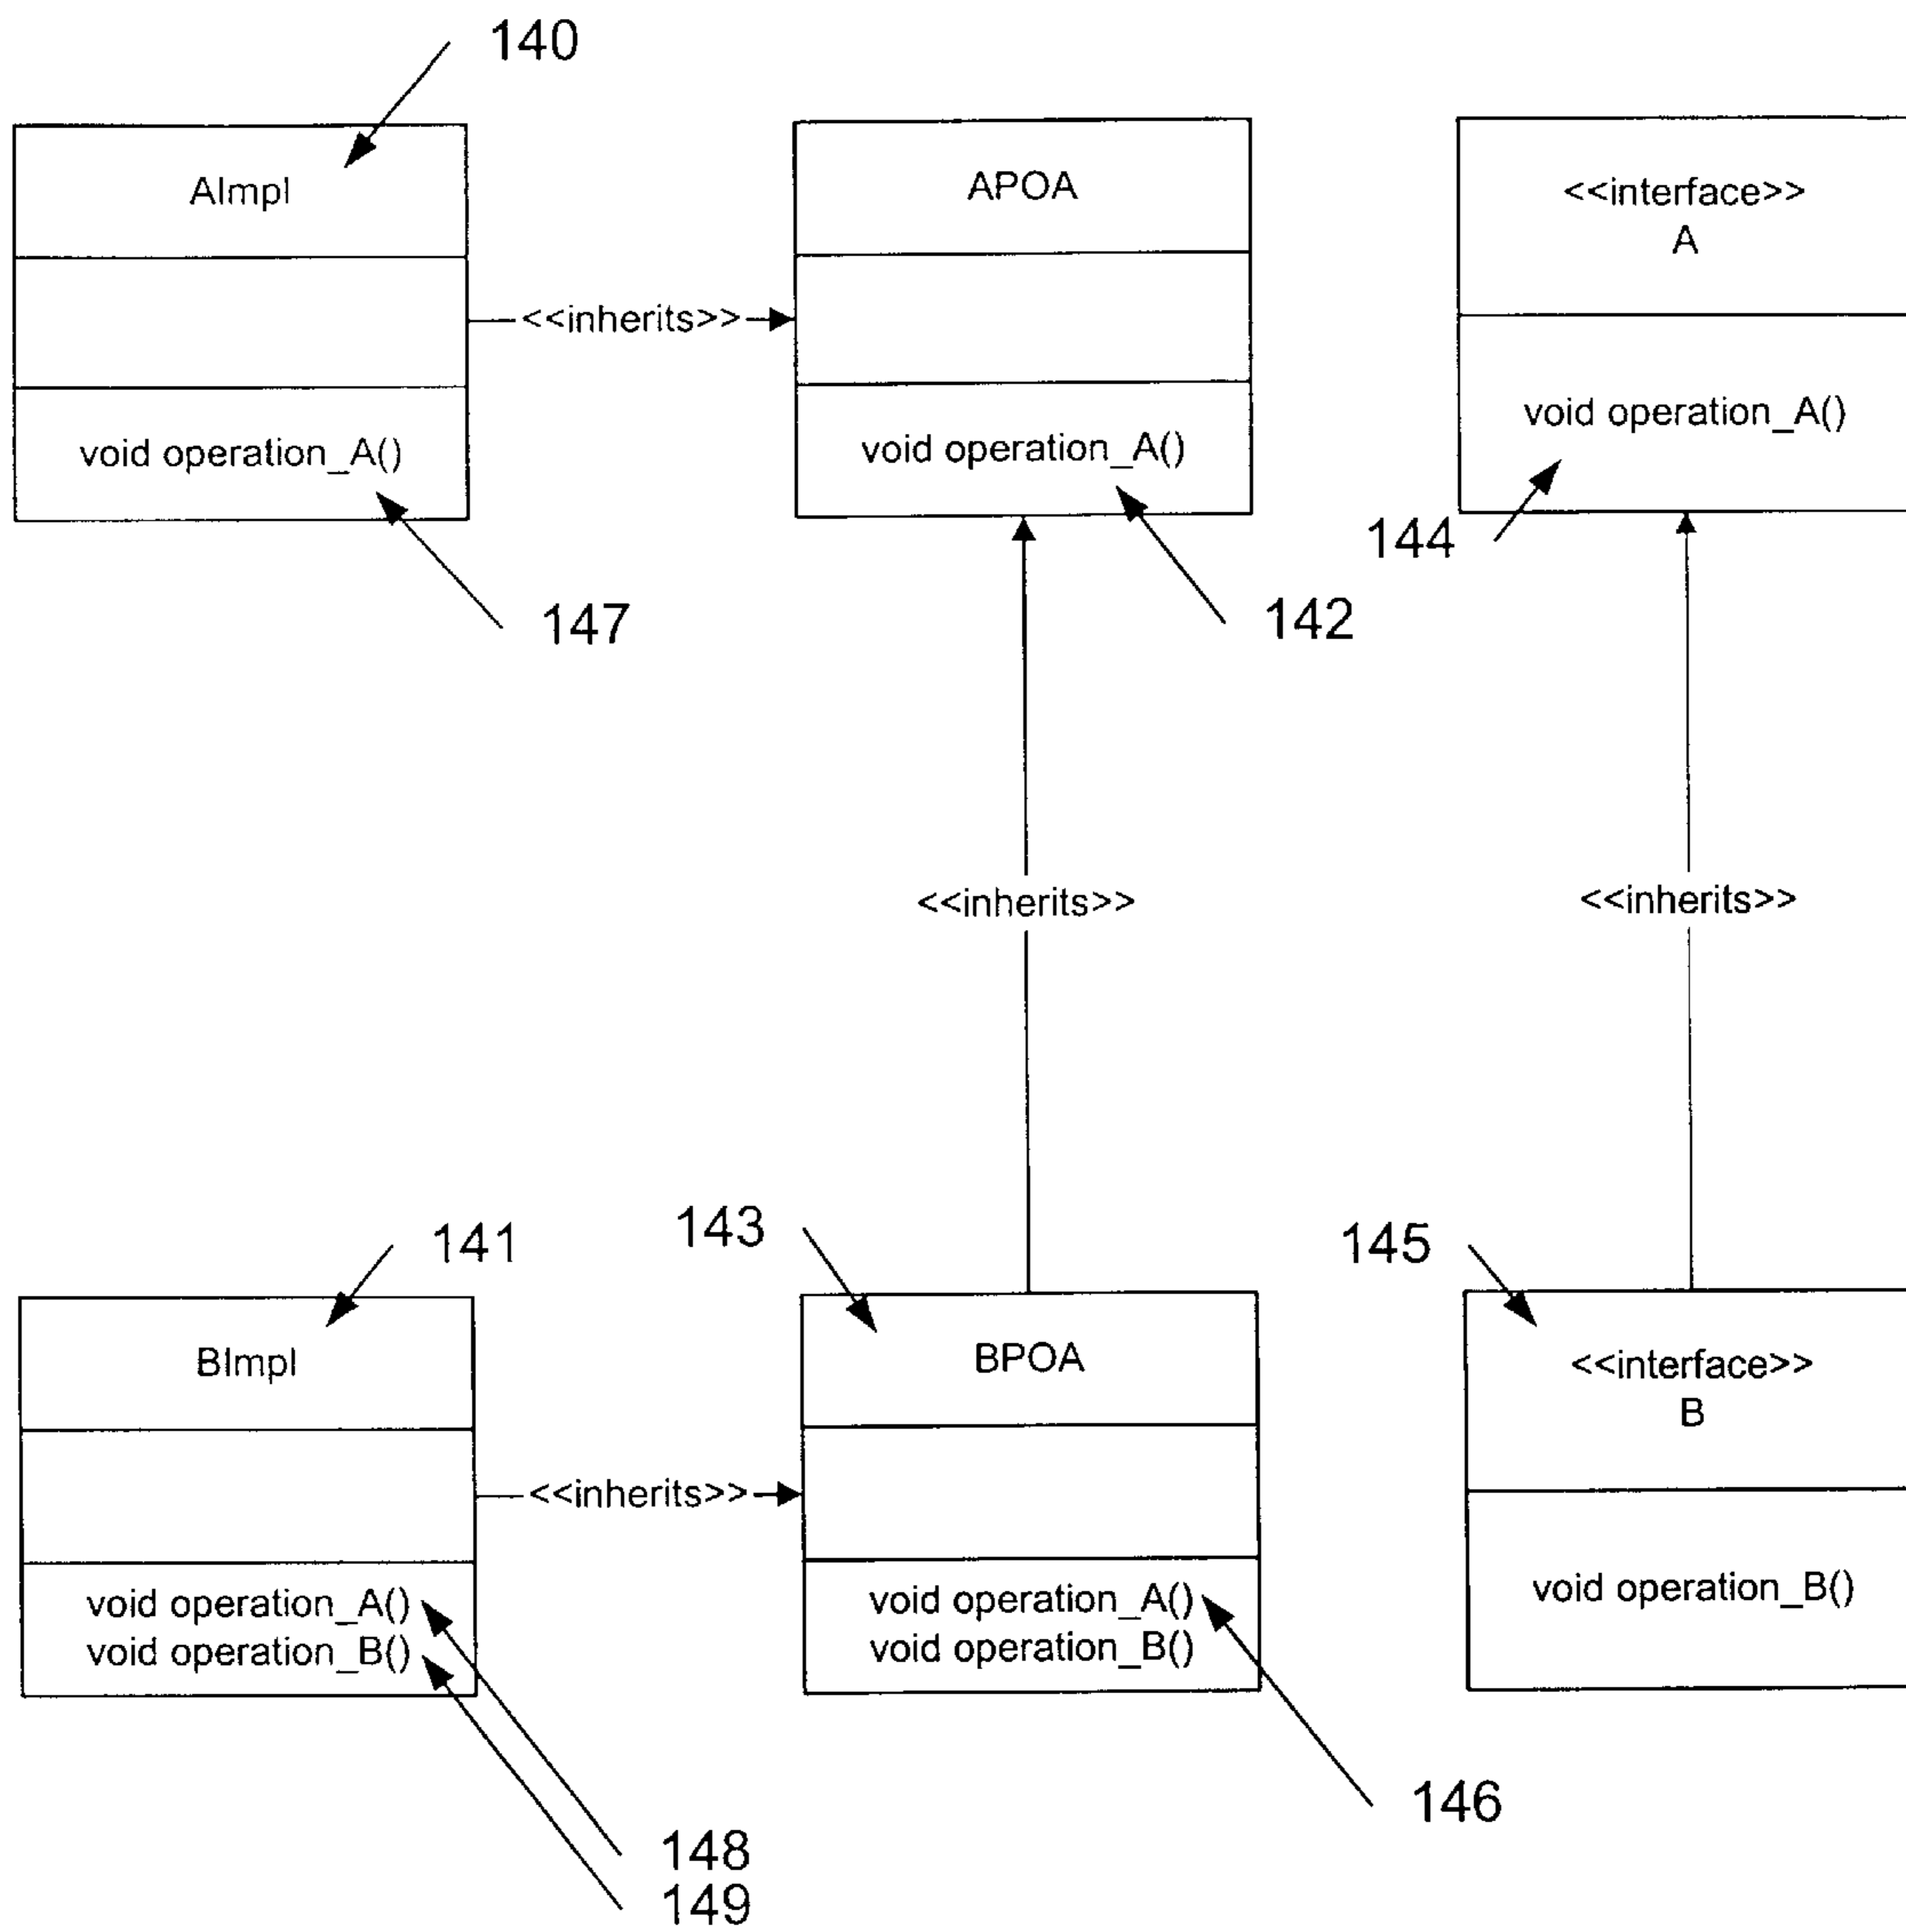 140
AImpl
APOA
<<interface>>
A
<<inherits>>
void operation_A()
void operation_A()
void operation_A()
147
142
144
<<inherits>>
<<inherits>>
141
143
145
BImpl
BPOA
<<interface>>
B
<<inherits>>
void operation_A()
void operation_B()
void operation_A()
void operation_B()
void operation_B()
146
148
149